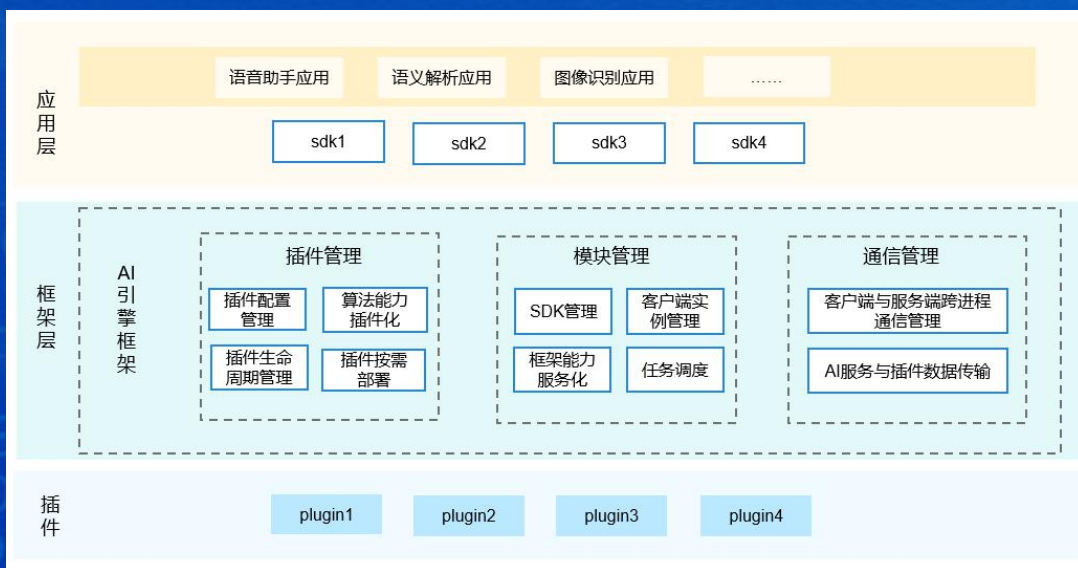 应用层
语音助手应用
语义解析应用
图像识别应用
……
sdk1
sdk2
sdk3
sdk4
框架层
AI引擎框架
插件管理
插件配置
管理
算法能力
插件化
插件生命
周期管理
插件按需
部署
模块管理
SDK管理
客户端实
例管理
框架能力
服务化
任务调度
通信管理
客户端与服务端跨进程
通信管理
AI服务与插件数据传输
插件
plugin1
plugin2
plugin3
plugin4